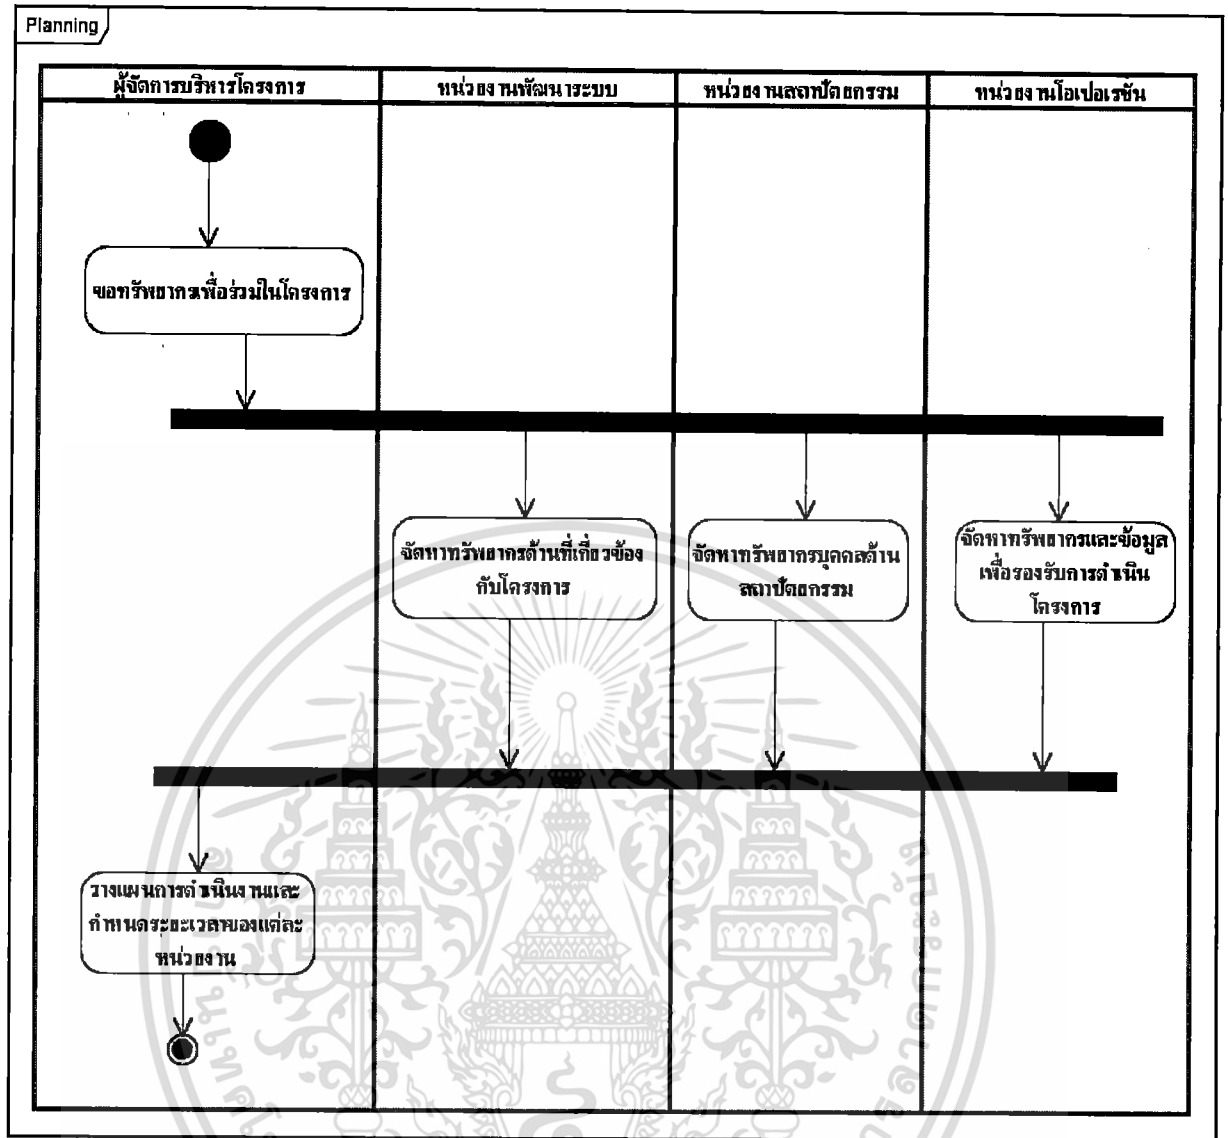 Planning
ผู้จัดการบริหารโครงการ
หน่วยงานพัฒนาระบบ
หน่วยงานสถาปัตยกรรม
หน่วยงานโอเปอเรชั่น
ขอทรัพยากรเพื่อร่วมในโครงการ
จัดหาทรัพยากรด้านที่เกี่ยวข้อง
กับโครงการ
จัดหาทรัพยากรบุคคลด้าน
สถาปัตยกรรม
จัดหาทรัพยากรและข้อมูล
เพื่อรองรับการดำเนิน
โครงการ
วางแผนการดำเนินงานและ
กำหนดระยะเวลาของแต่ละ
หน่วยงาน